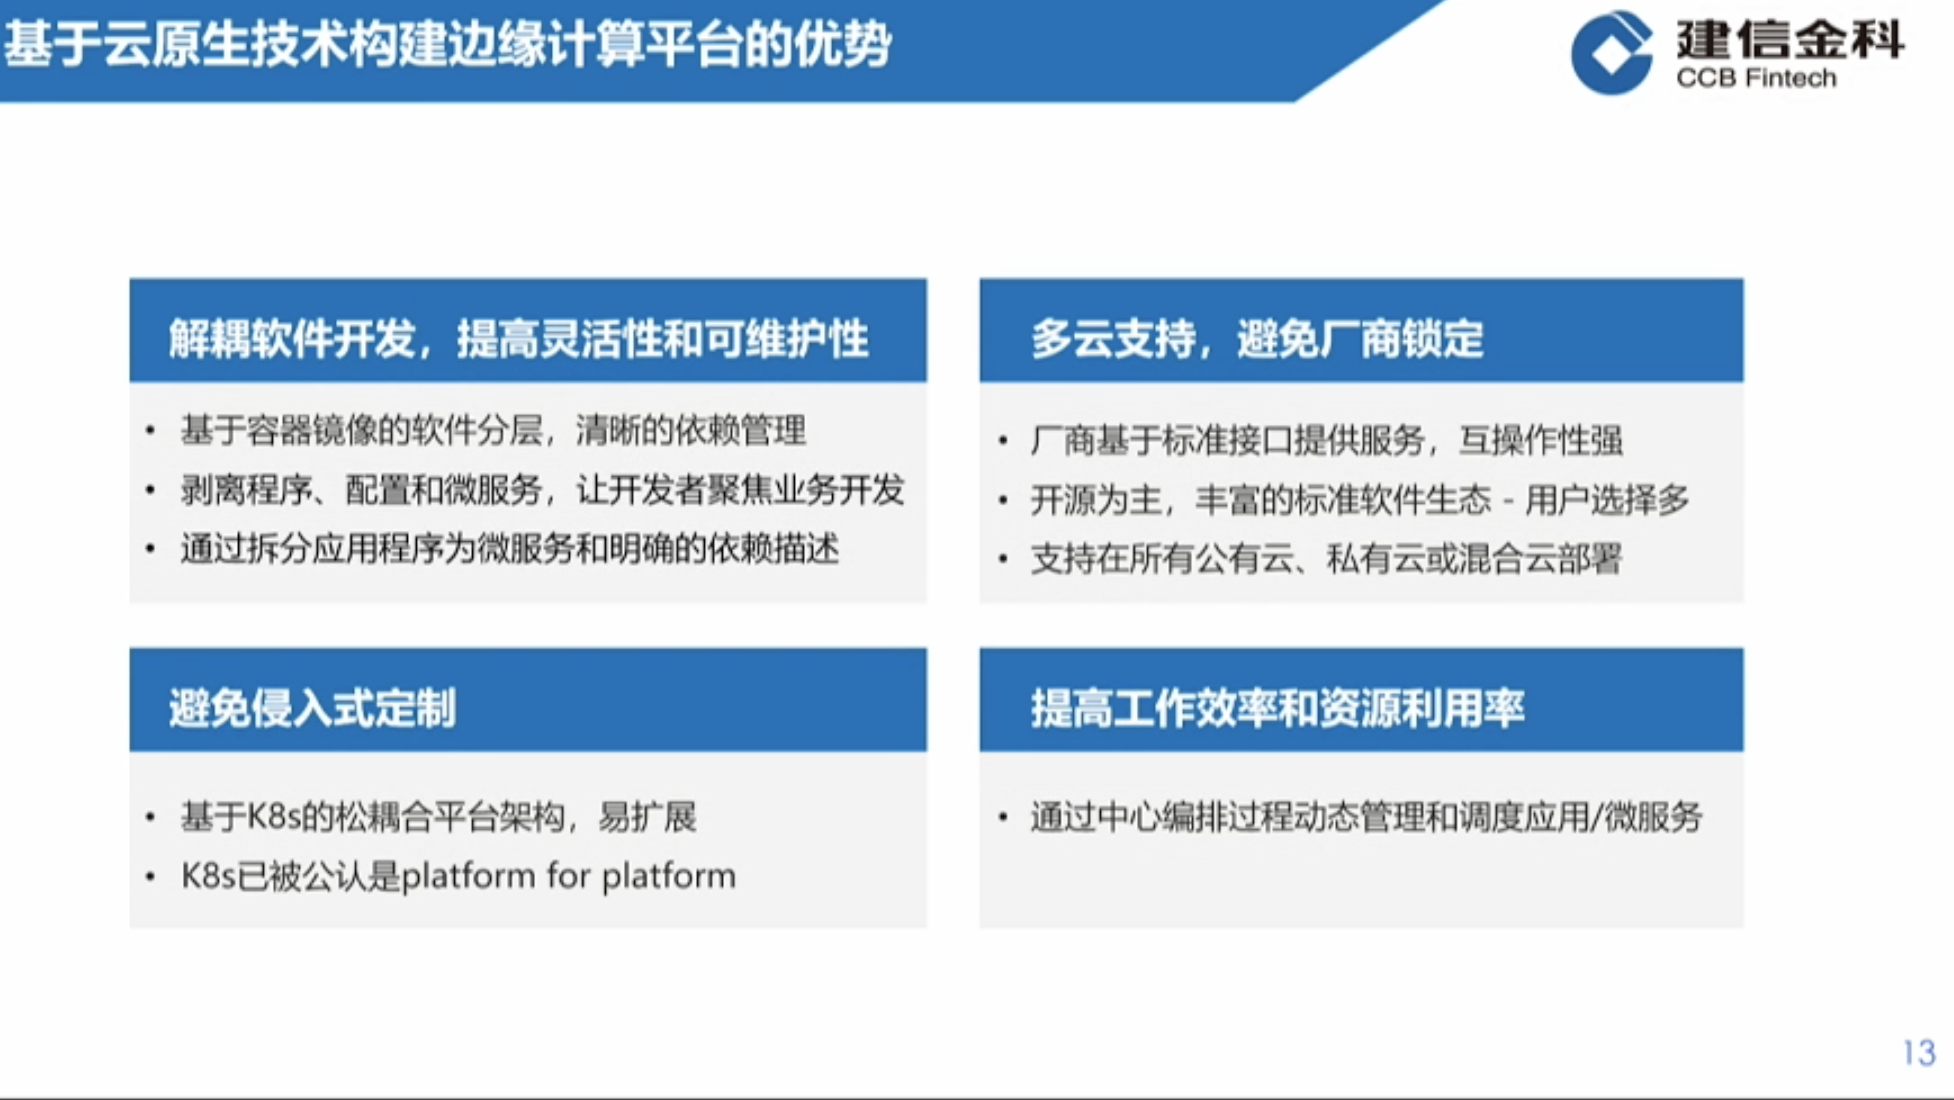 基于云原生技术构建边缘计算平台的优势
建信金科
CCB Fintech
解耦软件开发，提高灵活性和可维护性
• 基于容器镜像的软件分层，清晰的依赖管理
• 剥离程序、配置和微服务，让开发者聚焦业务开发
• 通过拆分应用程序为微服务和明确的依赖描述
多云支持，避免厂商锁定
• 厂商基于标准接口提供服务，互操作性强
• 开源为主，丰富的标准软件生态 - 用户选择多
• 支持在所有公有云、私有云或混合云部署
避免侵入式定制
• 基于K8s的松耦合平台架构，易扩展
• K8s已被公认是platform for platform
提高工作效率和资源利用率
• 通过中心编排过程动态管理和调度应用/微服务
13